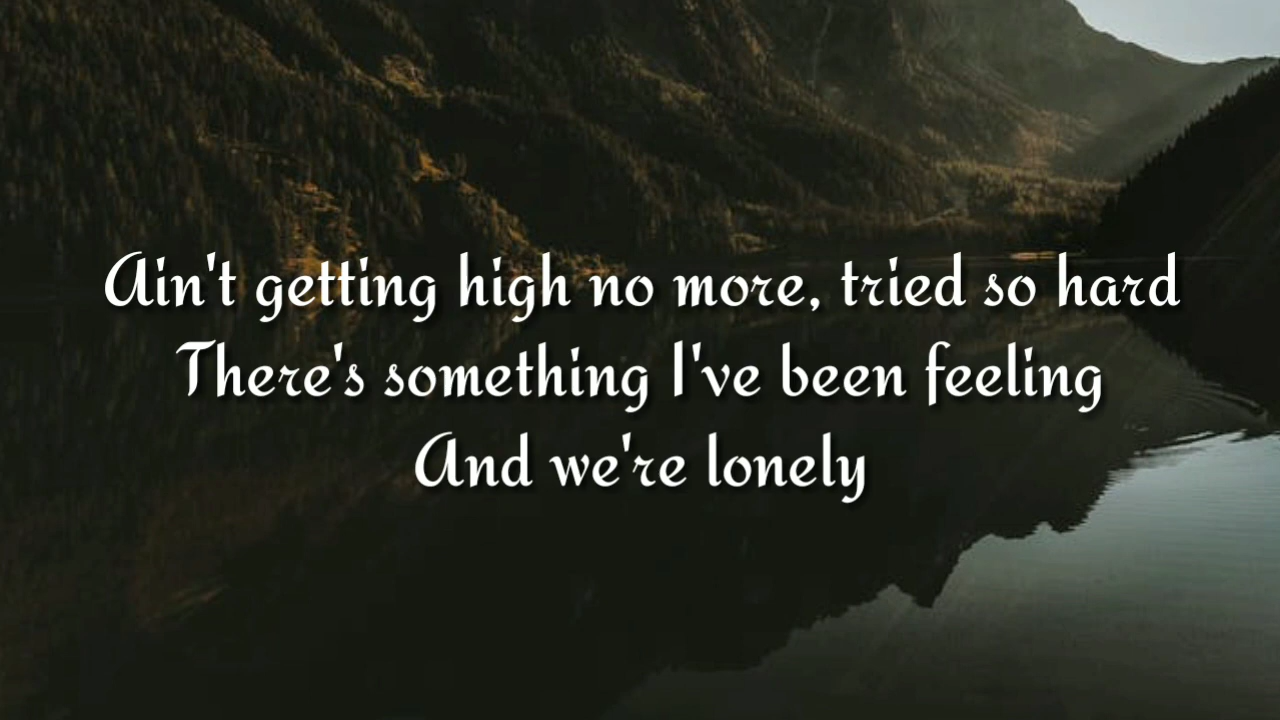 Ain't getting high no more, tried so hard
There's something I've been feeling
And we're lonely